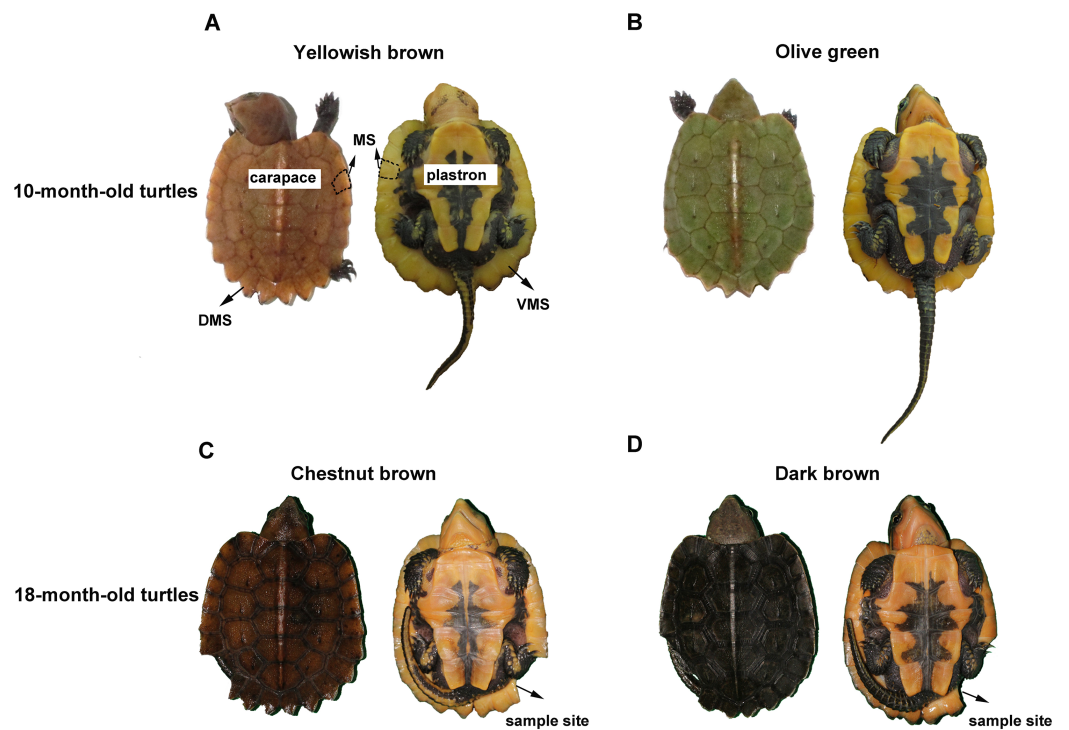 A
B
Yellowish brown
Olive green
MS
carapace
plastron
10-month-old turtles
DMS
VMS
C
D
Chestnut brown
Dark brown
18-month-old turtles
sample site
sample site